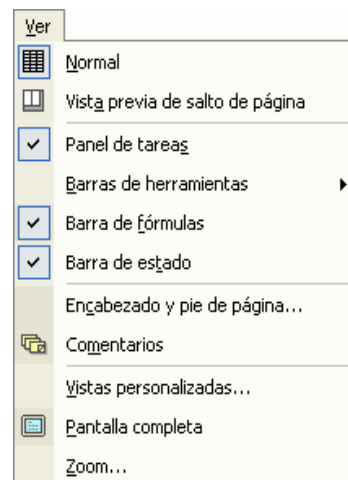 Ver
Normal
Vista previa de salto de página
Panel de tareas
Barras de herramientas
Barra de fórmulas
Barra de estado
Encabezado y pie de página...
Comentarios
Vistas personalizadas...
Pantalla completa
Zoom...